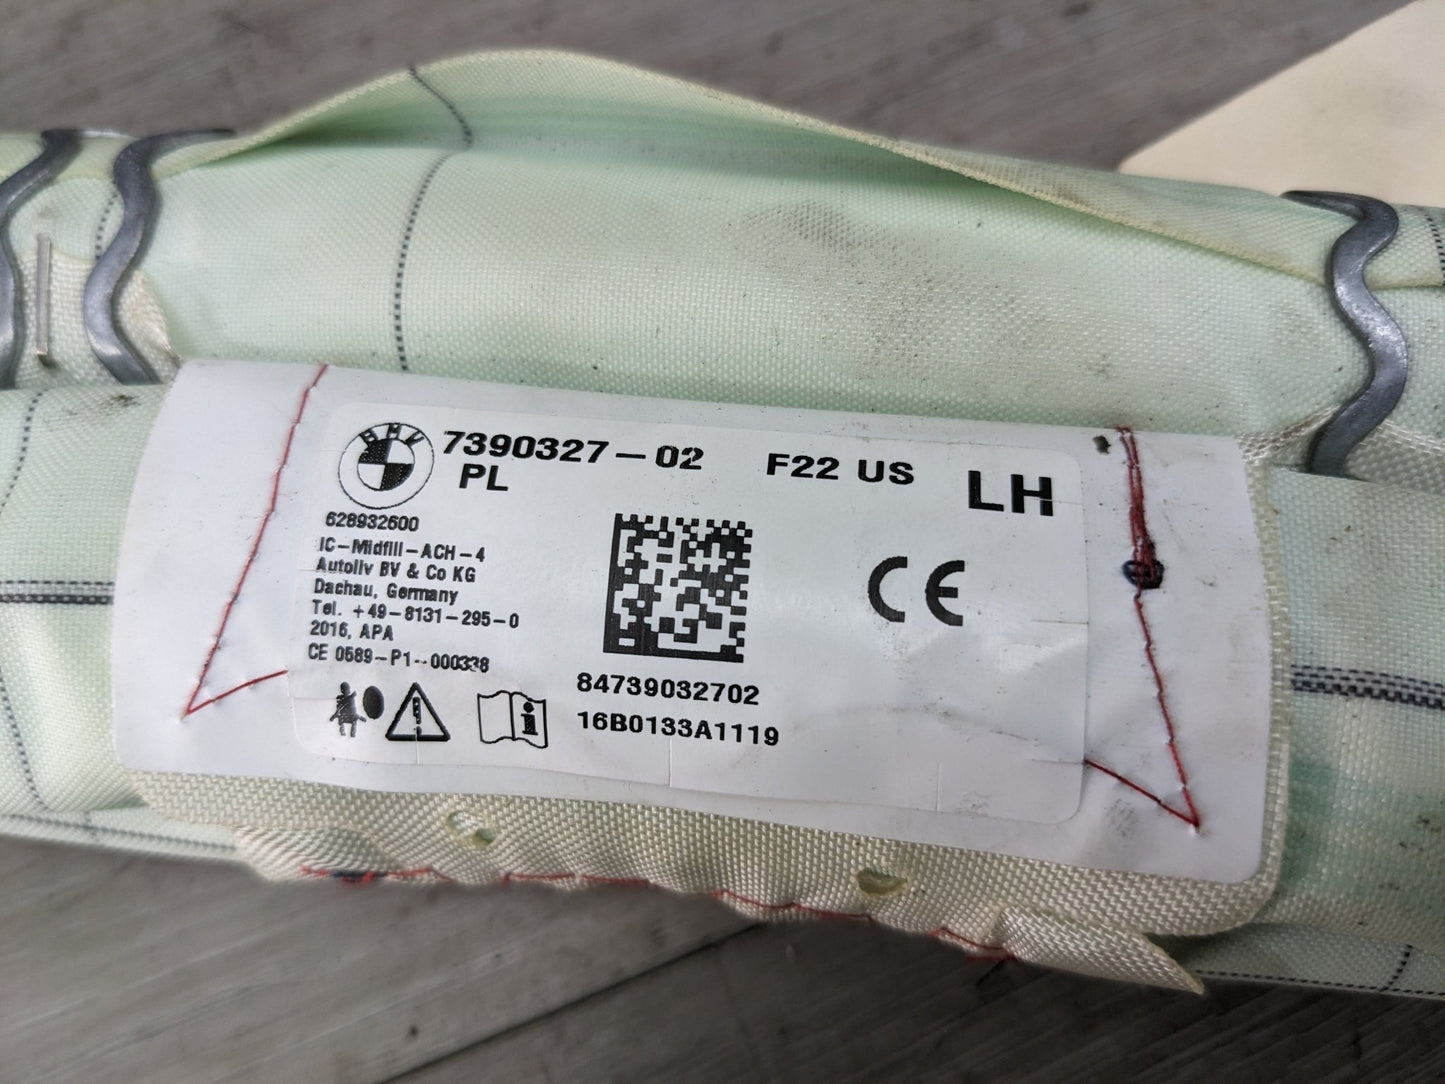 BMW
7390327-02 F22 US LH
PL
628932600
IC-Midfill-ACH-4
Autoliv BV & Co KG
Dachau, Germany
Tel. +49-8131-295-0
2016, APA
CE 0589-P1-000338
CE
84739032702
16B0133A1119